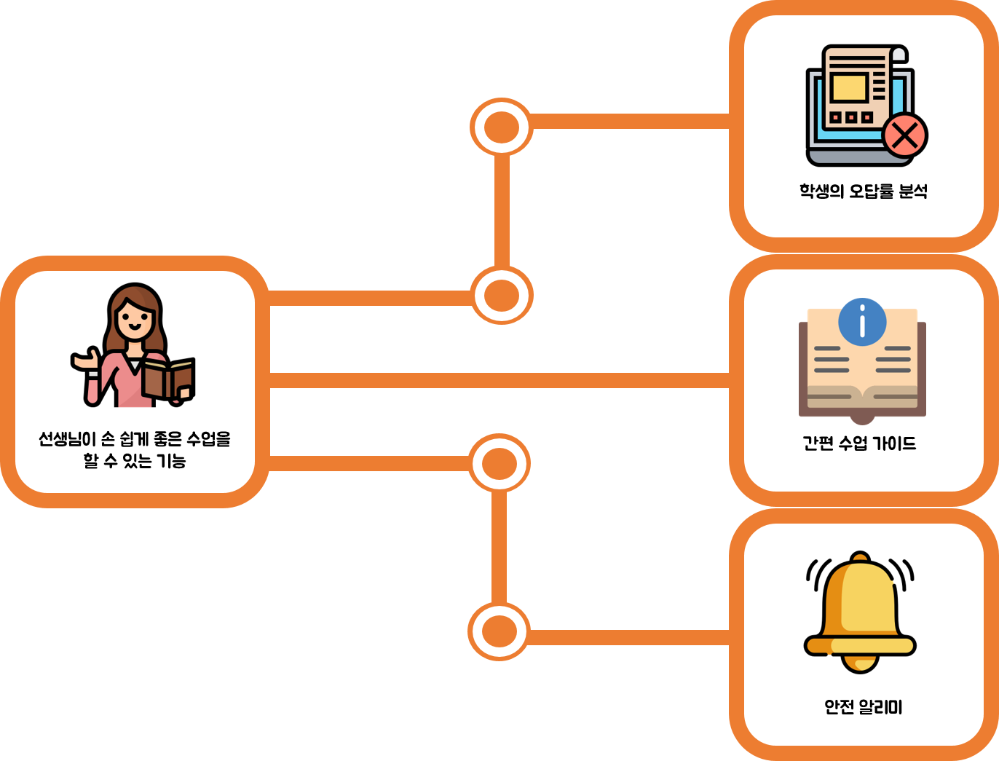 학생의 오답률 분석
선생님이 손 쉽게 좋은 수업을
할 수 있는 기능
간편 수업 가이드
안전 알리미